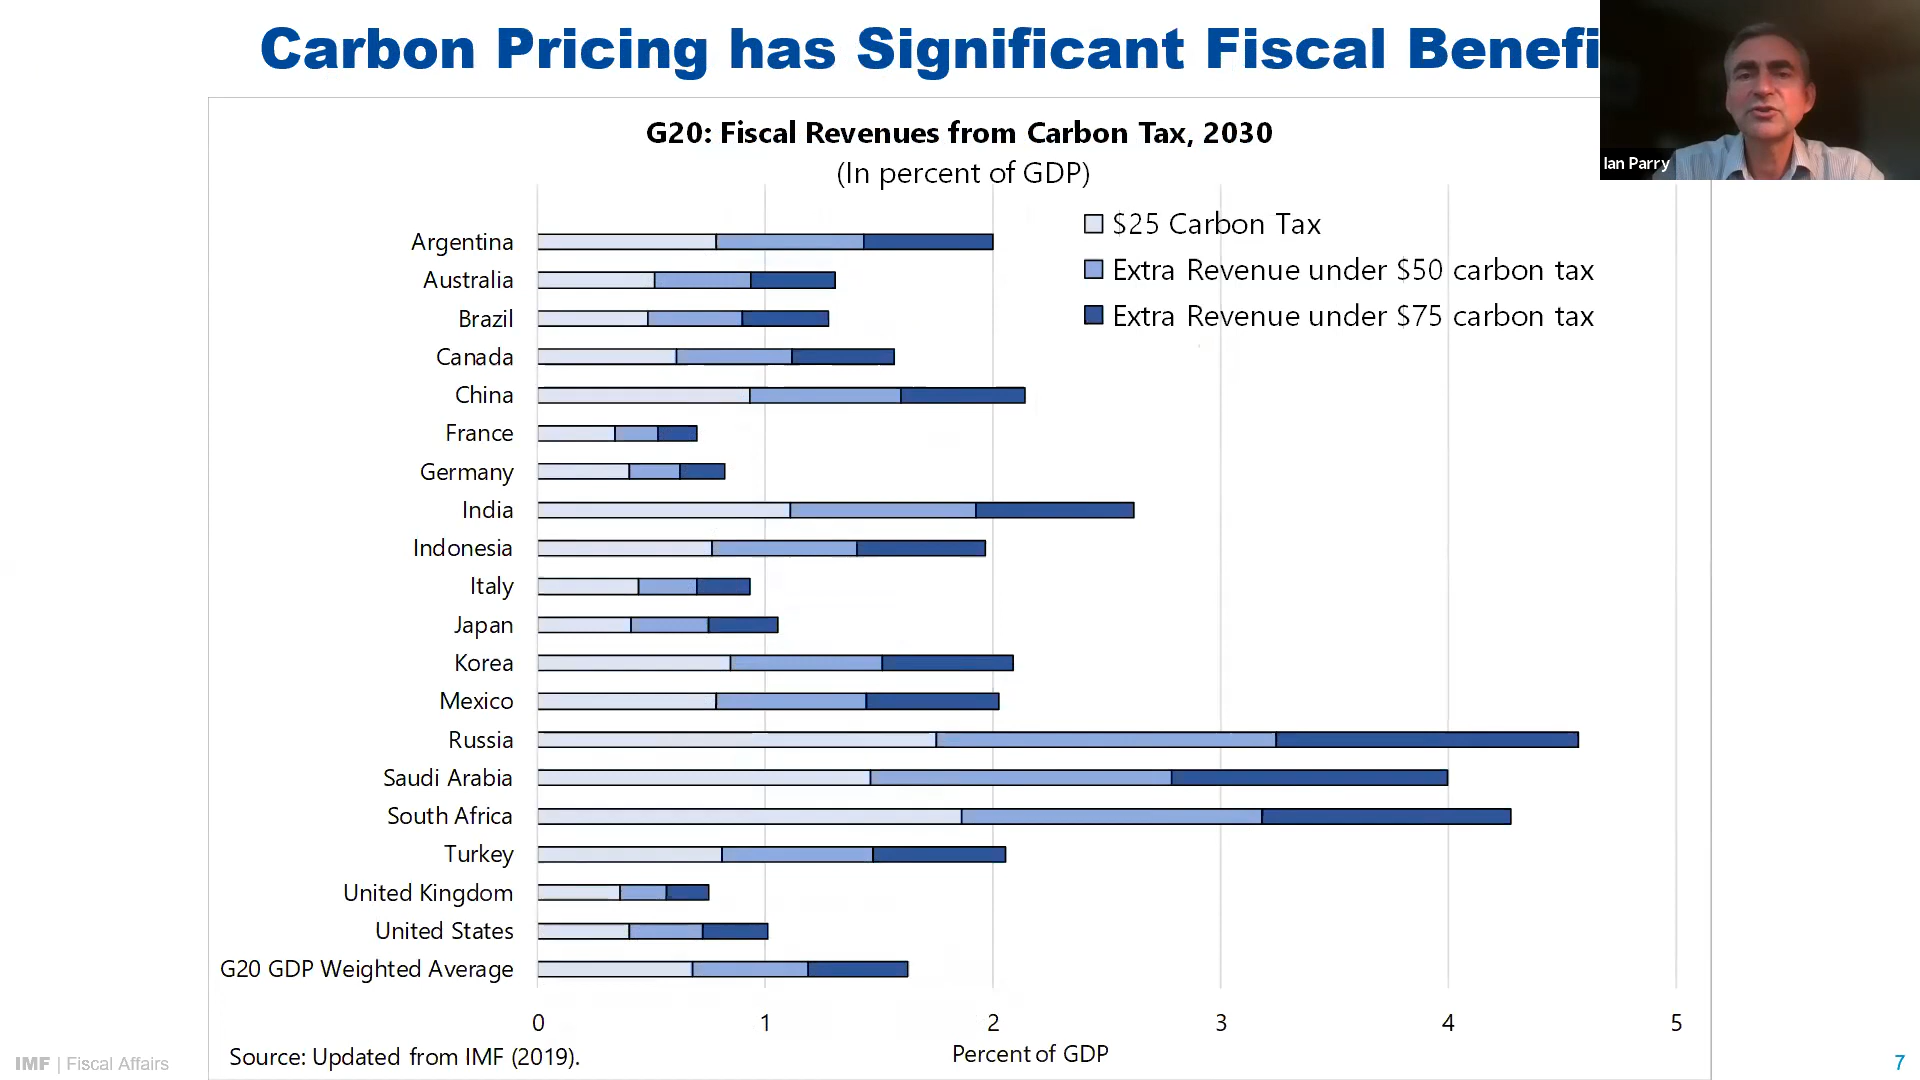 Carbon Pricing has Significant Fiscal Benefi
G20: Fiscal Revenues from Carbon Tax, 2030
(In percent of GDP)
Ian Parry
$25 Carbon Tax
Extra Revenue under $50 carbon tax
Extra Revenue under $75 carbon tax
Argentina
Australia
Brazil
Canada
China
France
Germany
India
Indonesia
Italy
Japan
Korea
Mexico
Russia
Saudi Arabia
South Africa
Turkey
United Kingdom
United States
G20 GDP Weighted Average
0 1 2 3 4 5
Percent of GDP
Source: Updated from IMF (2019).
IMF | Fiscal Affairs
7